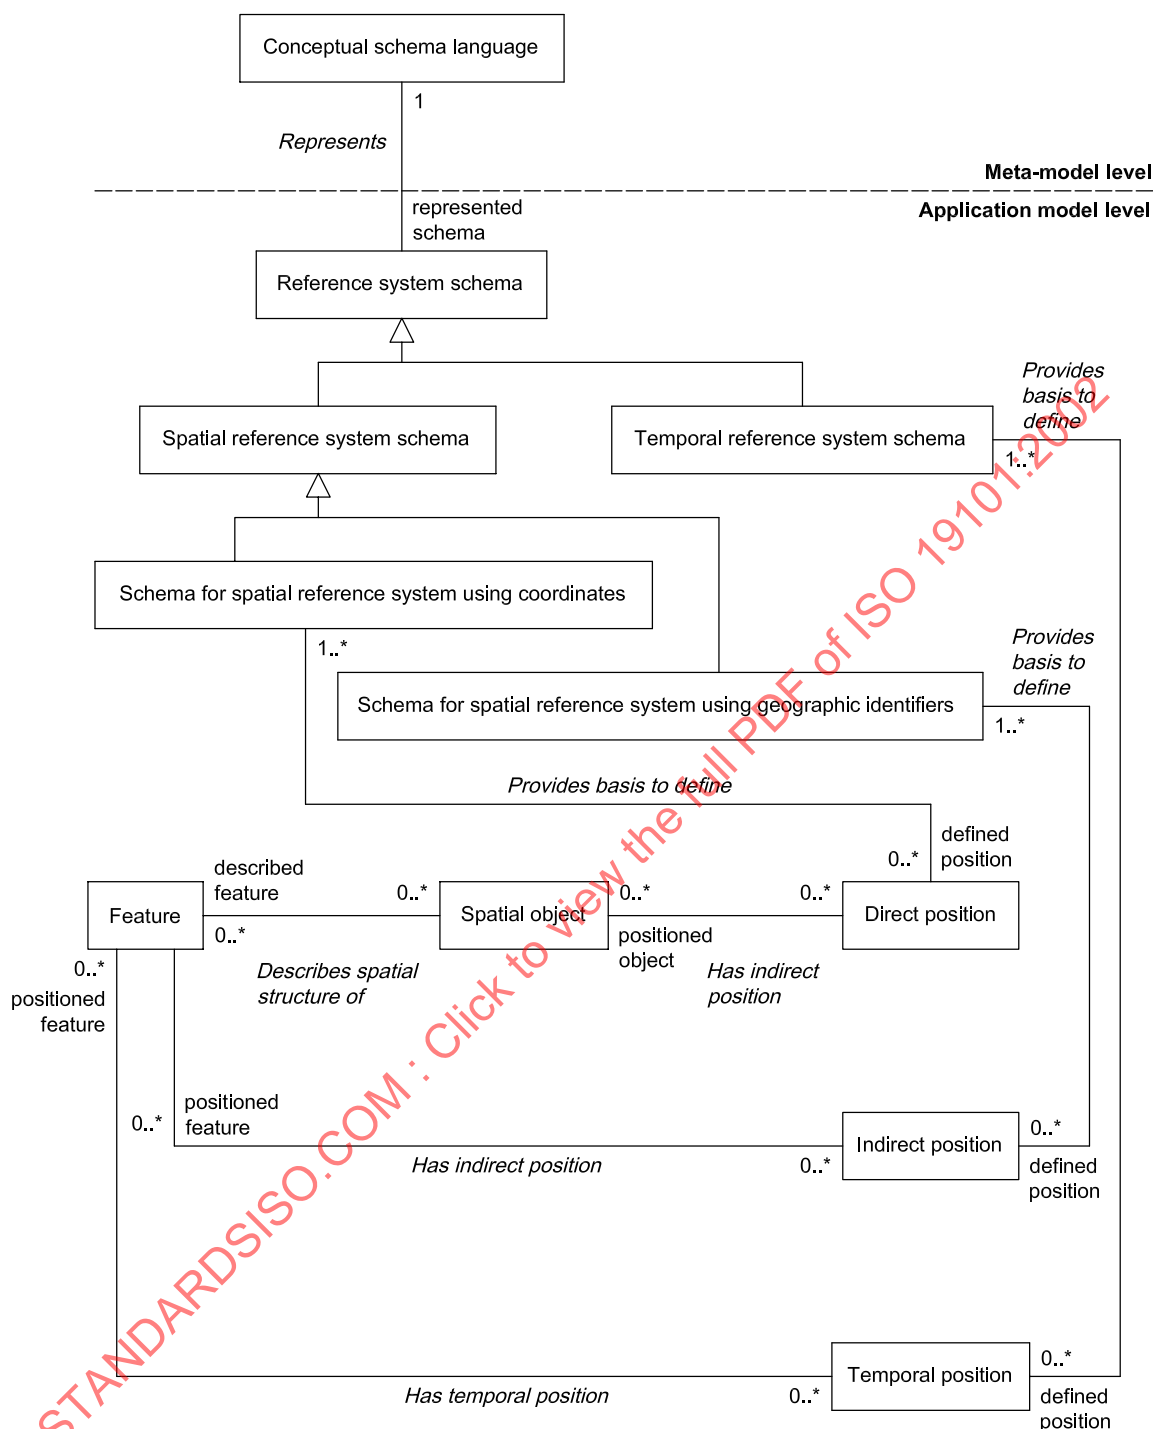 Conceptual schema language
1
Represents
Meta-model level
Application model level
represented
schema
Reference system schema
Provides
basis to
define
Spatial reference system schema
Temporal reference system schema
1..*
Schema for spatial reference system using coordinates
1..*
Provides
basis to
define
Schema for spatial reference system using geographic identifiers
1..*
Provides basis to define
defined
position
0..*
described
feature
0..*
0..*
0..*
Feature
Spatial object
Direct position
0..*
positioned
object
0..*
positioned
feature
Describes spatial
structure of
Has indirect
position
positioned
feature
0..*
Indirect position
0..*
Has indirect position
0..*
defined
position
Temporal position
0..*
Has temporal position
0..*
defined
position
STANDARDSISO.COM : Click to view the full PDF of ISO 19101:2002